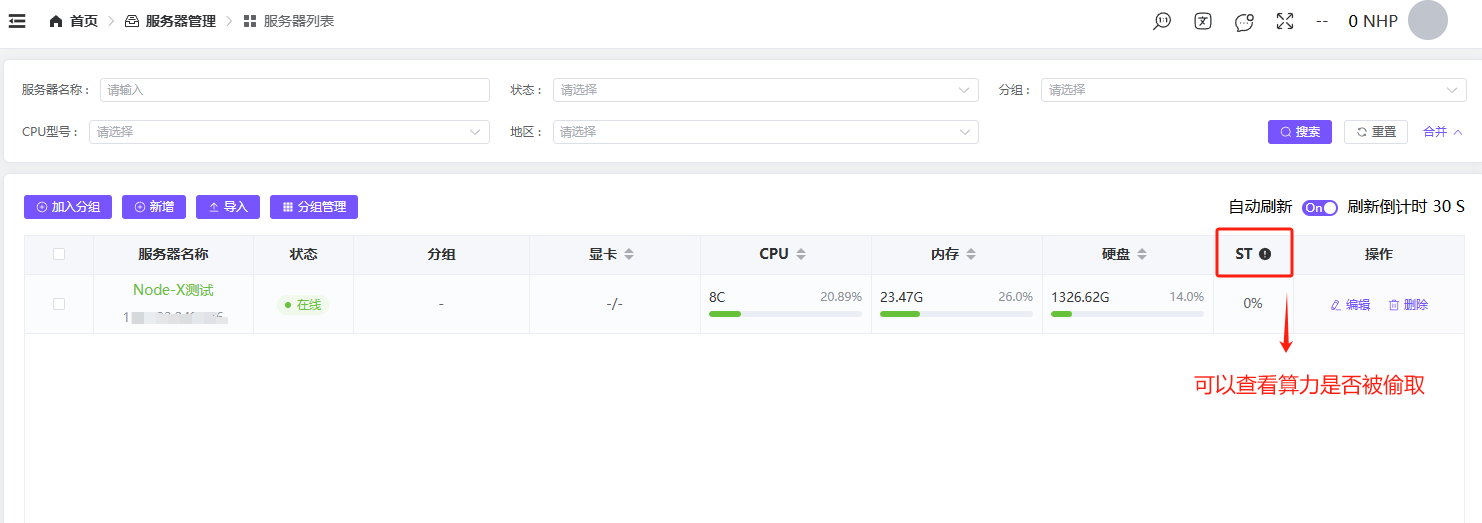 首页 服务器管理 服务器列表 1:1 文 -- 0 NHP
服务器名称： 请输入 状态： 请选择 分组： 请选择
CPU型号： 请选择 地区： 请选择 搜索 重置 合并
加入分组 新增 导入 分组管理 自动刷新 On 刷新倒计时 30 S
服务器名称 状态 分组 显卡 CPU 内存 硬盘 ST 操作
Node-X测试 在线 - -/- 8C 20.89% 23.47G 26.0% 1326.62G 14.0% 0% 编辑 删除
可以查看算力是否被偷取